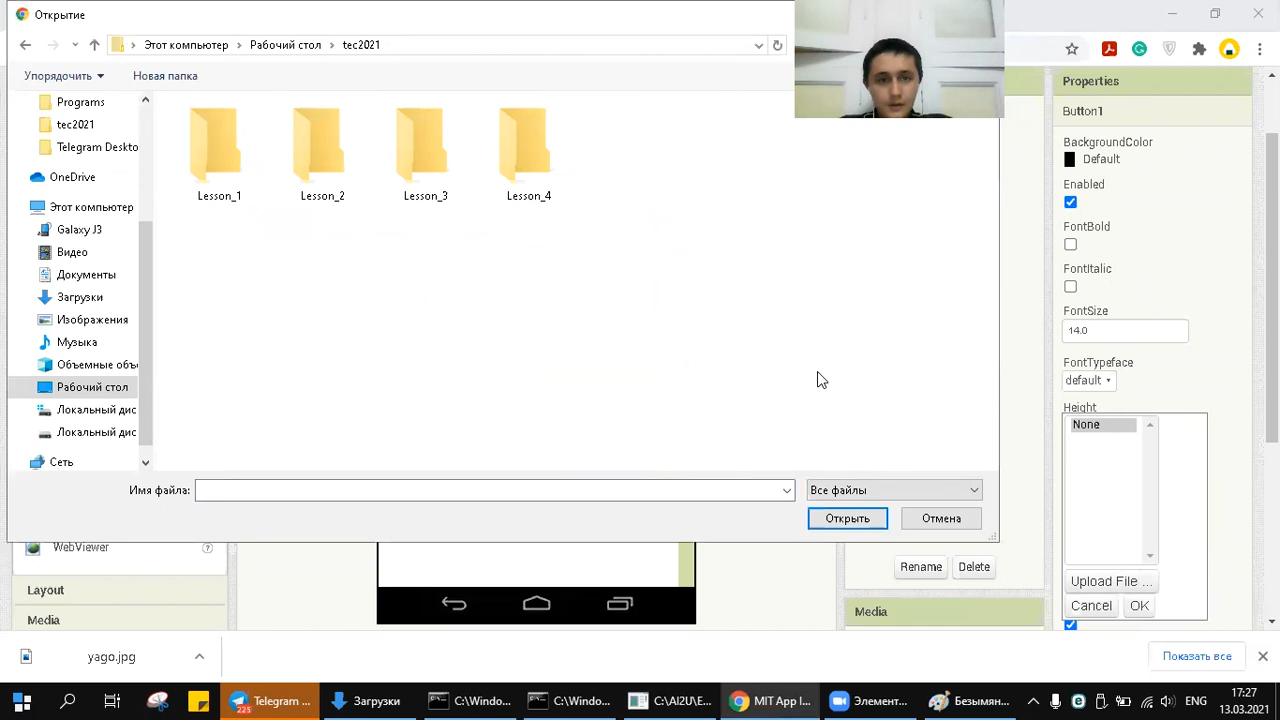 Открытие
Этот компьютер > Рабочий стол > tec2021
Упорядочить
Новая папка
Programs
tec2021
Telegram Deskto
OneDrive
Этот компьютер
Galaxy J3
Видео
Документы
Загрузки
Изображения
Музыка
Объемные объ
Рабочий стол
Локальный дис
Локальный дис
Сеть
Lesson_1
Lesson_2
Lesson_3
Lesson_4
Имя файла:
Все файлы
Открыть
Отмена
Properties
Button1
BackgroundColor
Default
Enabled
FontBold
FontItalic
FontSize
14.0
FontTypeface
default
Height
None
Upload File ...
Cancel
OK
WebViewer
?
Layout
Media
Rename
Delete
Media
yago.jpg
Показать все
Telegram ...
225
Загрузки
C:\Windo...
C:\Windo...
C:\AI2U\E...
MIT App I...
Элемент...
Безымян...
ENG
17:27
13.03.2021